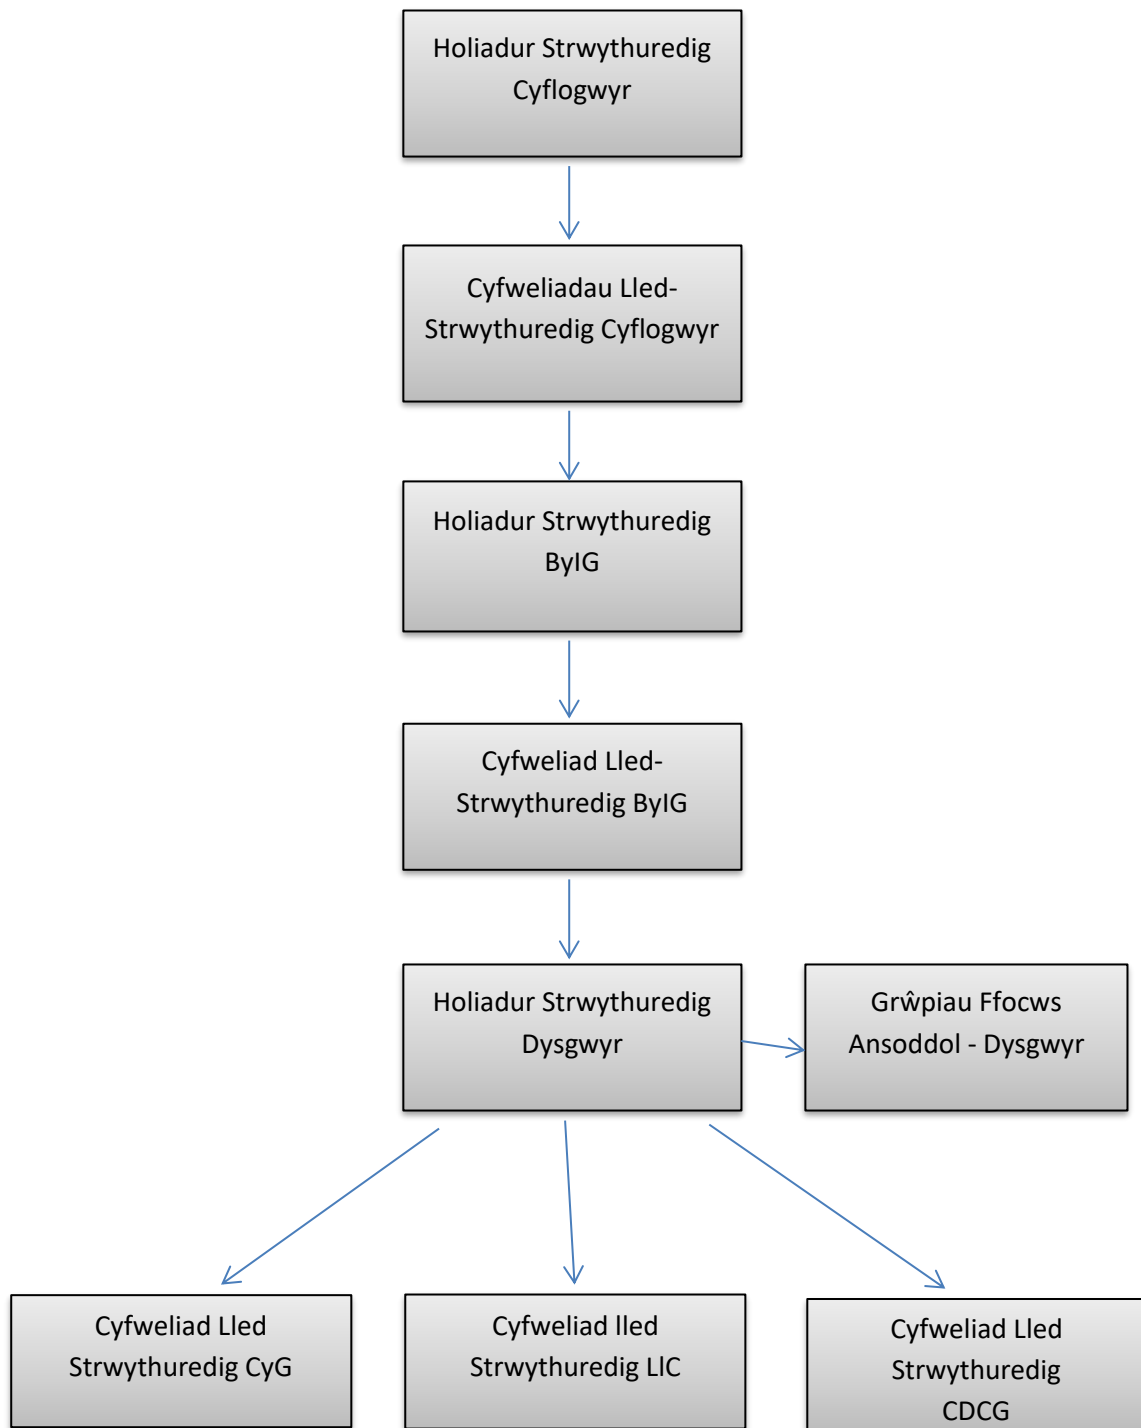 Holiadur Strwythuredig
Cyflogwyr
Cyfweliadau Lled-
Strwythuredig Cyflogwyr
Holiadur Strwythuredig
ByIG
Cyfweliad Lled-
Strwythuredig ByIG
Holiadur Strwythuredig
Dysgwyr
Grŵpiau Ffocws
Ansoddol - Dysgwyr
Cyfweliad Lled
Strwythuredig CyG
Cyfweliad lled
Strwythuredig LlC
Cyfweliad Lled
Strwythuredig
CDCG